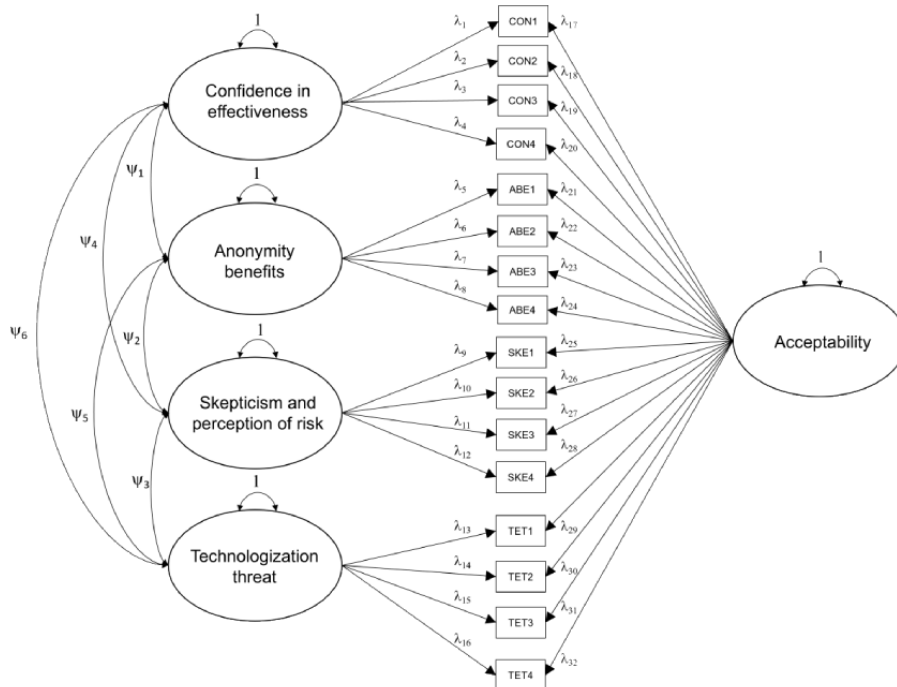 1
Confidence in
effectiveness
1
Anonymity
benefits
1
Skepticism and
perception of risk
1
Technologization
threat
ψ1
ψ4
ψ6
ψ2
ψ5
ψ3
λ1
λ2
λ3
λ4
λ5
λ6
λ7
λ8
λ9
λ10
λ11
λ12
λ13
λ14
λ15
λ16
CON1
CON2
CON3
CON4
ABE1
ABE2
ABE3
ABE4
SKE1
SKE2
SKE3
SKE4
TET1
TET2
TET3
TET4
λ17
λ18
λ19
λ20
λ21
λ22
λ23
λ24
λ25
λ26
λ27
λ28
λ29
λ30
λ31
λ32
1
Acceptability